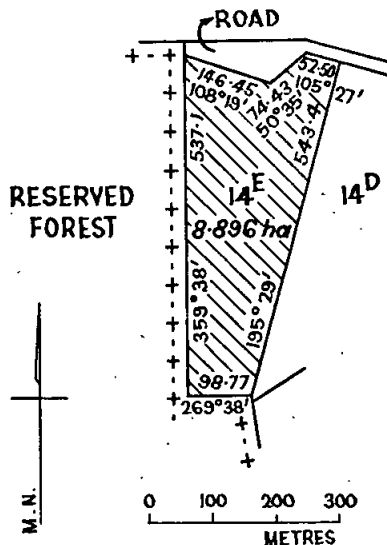 ROAD
52·50
105° 27'
146·45
108° 19'
74·43
50° 35'
543·4
537·1
14E
14D
8·896 ha
RESERVED
FOREST
359° 38'
195° 29'
98·77
269°38'
M.N.
0 100 200 300
METRES